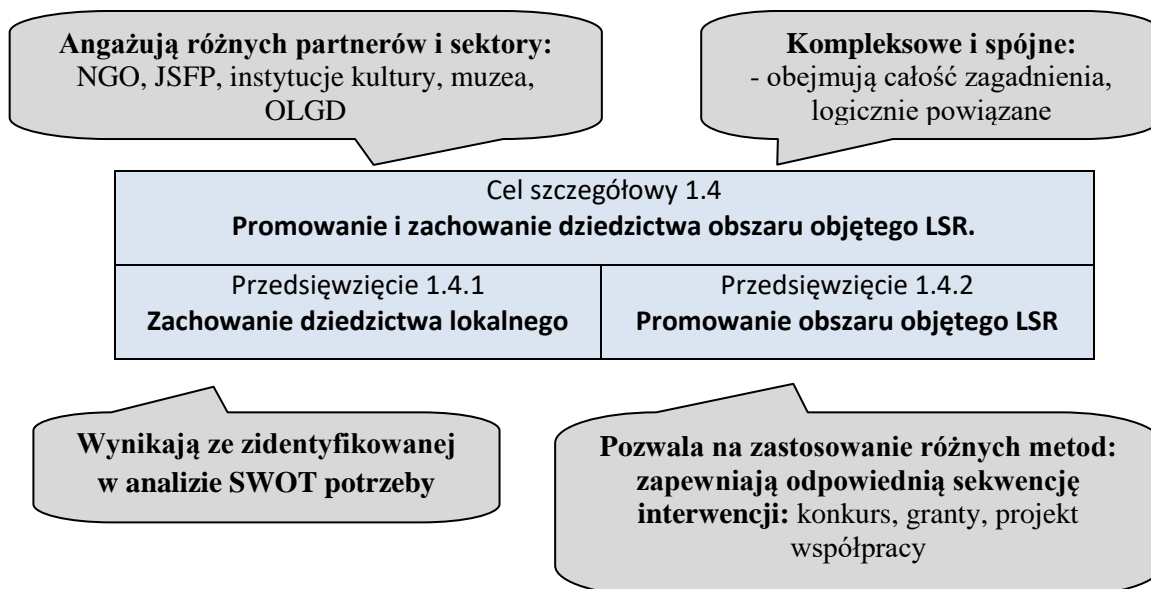 Angażują różnych partnerów i sektory:
NGO, JSFP, instytucje kultury, muzea,
OLGD
Kompleksowe i spójne:
- obejmują całość zagadnienia,
logicznie powiązane
Cel szczegółowy 1.4
Promowanie i zachowanie dziedzictwa obszaru objętego LSR.
Przedsięwzięcie 1.4.1
Zachowanie dziedzictwa lokalnego
Przedsięwzięcie 1.4.2
Promowanie obszaru objętego LSR
Wynikają ze zidentyfikowanej
w analizie SWOT potrzeby
Pozwala na zastosowanie różnych metod:
zapewniają odpowiednią sekwencję
interwencji: konkurs, granty, projekt
współpracy